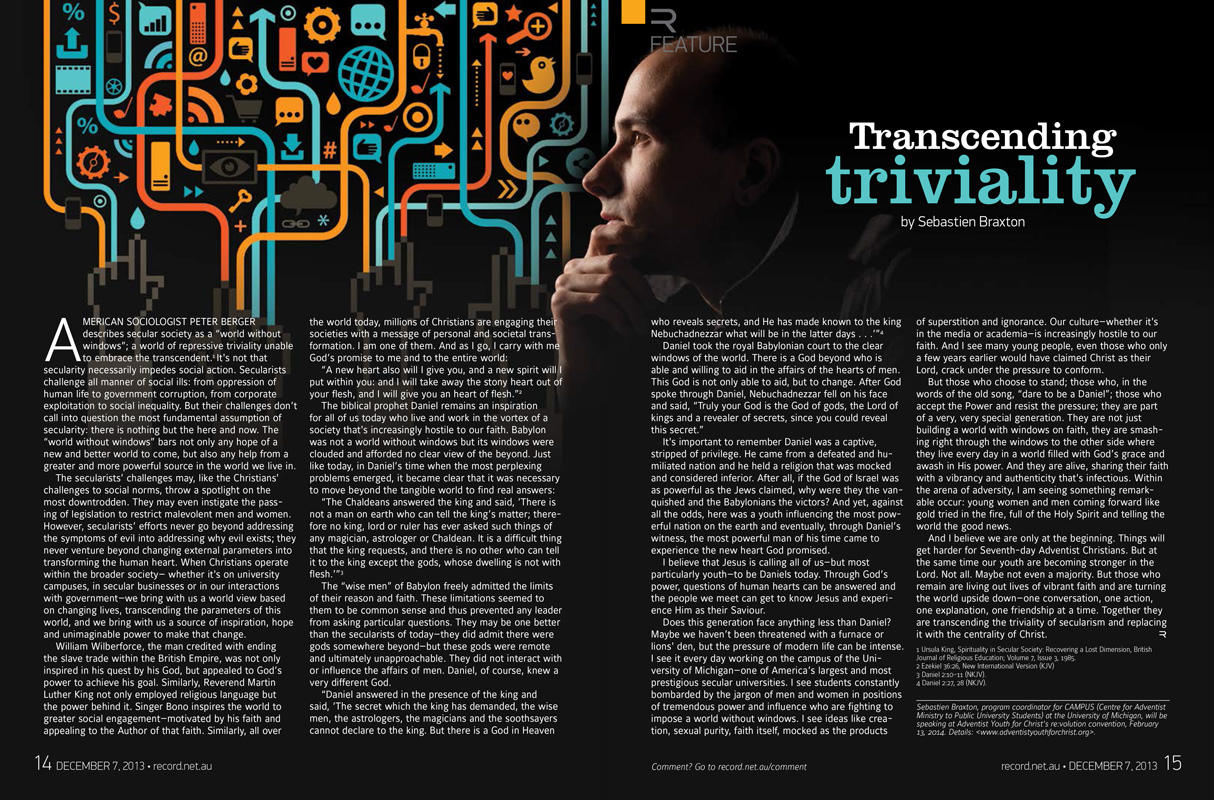 FEATURE
Transcending
triviality
by Sebastien Braxton
AMERICAN SOCIOLOGIST PETER BERGER
describes secular society as a "world without
windows"; a world of repressive triviality unable
to embrace the transcendent.¹ It's not that
secularity necessarily impedes social action. Secularists
challenge all manner of social ills: from oppression of
human life to government corruption, from corporate
exploitation to social inequality. But their challenges don't
call into question the most fundamental assumption of
secularity: there is nothing but the here and now. The
"world without windows" bars not only any hope of a
new and better world to come, but also any help from a
greater and more powerful source in the world we live in.
The secularists' challenges may, like the Christians'
challenges to social norms, throw a spotlight on the
most downtrodden. They may even instigate the pass-
ing of legislation to restrict malevolent men and women.
However, secularists' efforts never go beyond addressing
the symptoms of evil into addressing why evil exists; they
never venture beyond changing external parameters into
transforming the human heart. When Christians operate
within the broader society— whether it's on university
campuses, in secular businesses or in our interactions
with government—we bring with us a world view based
on changing lives, transcending the parameters of this
world, and we bring with us a source of inspiration, hope
and unimaginable power to make that change.
William Wilberforce, the man credited with ending
the slave trade within the British Empire, was not only
inspired in his quest by his God, but appealed to God's
power to achieve his goal. Similarly, Reverend Martin
Luther King not only employed religious language but
the power behind it. Singer Bono inspires the world to
greater social engagement—motivated by his faith and
appealing to the Author of that faith. Similarly, all over
the world today, millions of Christians are engaging their
societies with a message of personal and societal trans-
formation. I am one of them. And as I go, I carry with me
God's promise to me and to the entire world:
"A new heart also will I give you, and a new spirit will I
put within you: and I will take away the stony heart out of
your flesh, and I will give you an heart of flesh."²
The biblical prophet Daniel remains an inspiration
for all of us today who live and work in the vortex of a
society that's increasingly hostile to our faith. Babylon
was not a world without windows but its windows were
clouded and afforded no clear view of the beyond. Just
like today, in Daniel's time when the most perplexing
problems emerged, it became clear that it was necessary
to move beyond the tangible world to find real answers:
"The Chaldeans answered the king and said, 'There is
not a man on earth who can tell the king's matter; there-
fore no king, lord or ruler has ever asked such things of
any magician, astrologer or Chaldean. It is a difficult thing
that the king requests, and there is no other who can tell
it to the king except the gods, whose dwelling is not with
flesh.'"³
The "wise men" of Babylon freely admitted the limits
of their reason and faith. These limitations seemed to
them to be common sense and thus prevented any leader
from asking particular questions. They may be one better
than the secularists of today—they did admit there were
gods somewhere beyond—but these gods were remote
and ultimately unapproachable. They did not interact with
or influence the affairs of men. Daniel, of course, knew a
very different God.
"Daniel answered in the presence of the king and
said, 'The secret which the king has demanded, the wise
men, the astrologers, the magicians and the soothsayers
cannot declare to the king. But there is a God in Heaven
who reveals secrets, and He has made known to the king
Nebuchadnezzar what will be in the latter days . . .'"⁴
Daniel took the royal Babylonian court to the clear
windows of the world. There is a God beyond who is
able and willing to aid in the affairs of the hearts of men.
This God is not only able to aid, but to change. After God
spoke through Daniel, Nebuchadnezzar fell on his face
and said, "Truly your God is the God of gods, the Lord of
kings and a revealer of secrets, since you could reveal
this secret."
It's important to remember Daniel was a captive,
stripped of privilege. He came from a defeated and hu-
miliated nation and he held a religion that was mocked
and considered inferior. After all, if the God of Israel was
as powerful as the Jews claimed, why were they the van-
quished and the Babylonians the victors? And yet, against
all the odds, here was a youth influencing the most pow-
erful nation on the earth and eventually, through Daniel's
witness, the most powerful man of his time came to
experience the new heart God promised.
I believe that Jesus is calling all of us—but most
particularly youth—to be Daniels today. Through God's
power, questions of human hearts can be answered and
the people we meet can get to know Jesus and experi-
ence Him as their Saviour.
Does this generation face anything less than Daniel?
Maybe we haven't been threatened with a furnace or
lions' den, but the pressure of modern life can be intense.
I see it every day working on the campus of the Uni-
versity of Michigan—one of America's largest and most
prestigious secular universities. I see students constantly
bombarded by the jargon of men and women in positions
of tremendous power and influence who are fighting to
impose a world without windows. I see ideas like crea-
tion, sexual purity, faith itself, mocked as the products
of superstition and ignorance. Our culture—whether it's
in the media or academia—is increasingly hostile to our
faith. And I see many young people, even those who only
a few years earlier would have claimed Christ as their
Lord, crack under the pressure to conform.
But those who choose to stand; those who, in the
words of the old song, "dare to be a Daniel"; those who
accept the Power and resist the pressure; they are part
of a very, very special generation. They are not just
building a world with windows on faith, they are smash-
ing right through the windows to the other side where
they live every day in a world filled with God's grace and
awash in His power. And they are alive, sharing their faith
with a vibrancy and authenticity that's infectious. Within
the arena of adversity, I am seeing something remark-
able occur: young women and men coming forward like
gold tried in the fire, full of the Holy Spirit and telling the
world the good news.
And I believe we are only at the beginning. Things will
get harder for Seventh-day Adventist Christians. But at
the same time our youth are becoming stronger in the
Lord. Not all. Maybe not even a majority. But those who
remain are living out lives of vibrant faith and are turning
the world upside down—one conversation, one action,
one explanation, one friendship at a time. Together they
are transcending the triviality of secularism and replacing
it with the centrality of Christ.
1 Ursula King, Spirituality in Secular Society: Recovering a Lost Dimension, British
Journal of Religious Education; Volume 7, Issue 3, 1985.
2 Ezekiel 36:26, New International Version (KJV)
3 Daniel 2:10-11 (NKJV).
4 Daniel 2:27, 28 (NKJV).
Sebastien Braxton, program coordinator for CAMPUS (Centre for Adventist
Ministry to Public University Students) at the University of Michigan, will be
speaking at Adventist Youth for Christ's re:volution convention, February
13, 2014. Details: <www.adventistyouthforchrist.org>.
14 DECEMBER 7, 2013 • record.net.au
Comment? Go to record.net.au/comment
record.net.au • DECEMBER 7, 2013 15